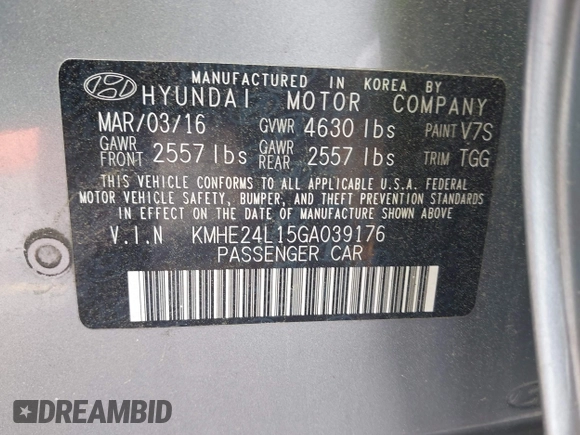 MANUFACTURED IN KOREA BY
HYUNDAI MOTOR COMPANY
MAR/03/16 GVWR 4630 lbs PAINT V7S
GAWR FRONT 2557 lbs GAWR REAR 2557 lbs TRIM TGG
THIS VEHICLE CONFORMS TO ALL APPLICABLE U.S.A. FEDERAL
MOTOR VEHICLE SAFETY, BUMPER, AND THEFT PREVENTION STANDARDS
IN EFFECT ON THE DATE OF MANUFACTURE SHOWN ABOVE
V.I.N KMHE24L15GA039176
PASSENGER CAR
DREAMBID